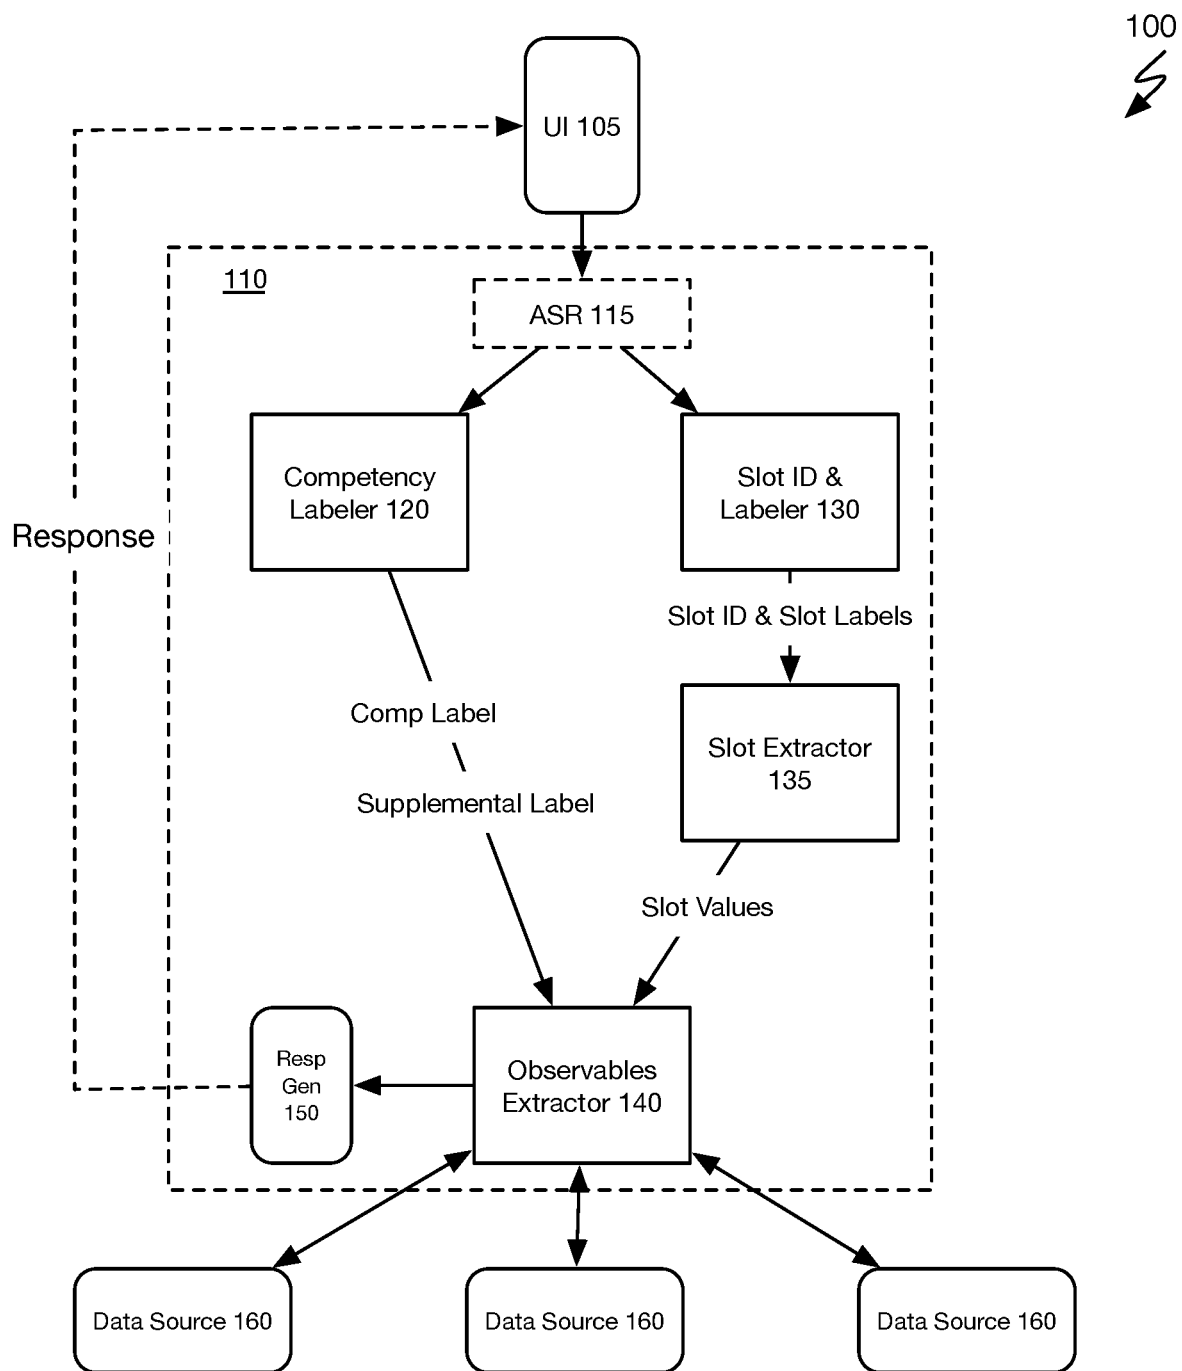 100
UI 105
110
ASR 115
Competency
Labeler 120
Slot ID &
Labeler 130
Response
Slot ID & Slot Labels
Comp Label
Slot Extractor
135
Supplemental Label
Slot Values
Resp
Gen
150
Observables
Extractor 140
Data Source 160
Data Source 160
Data Source 160